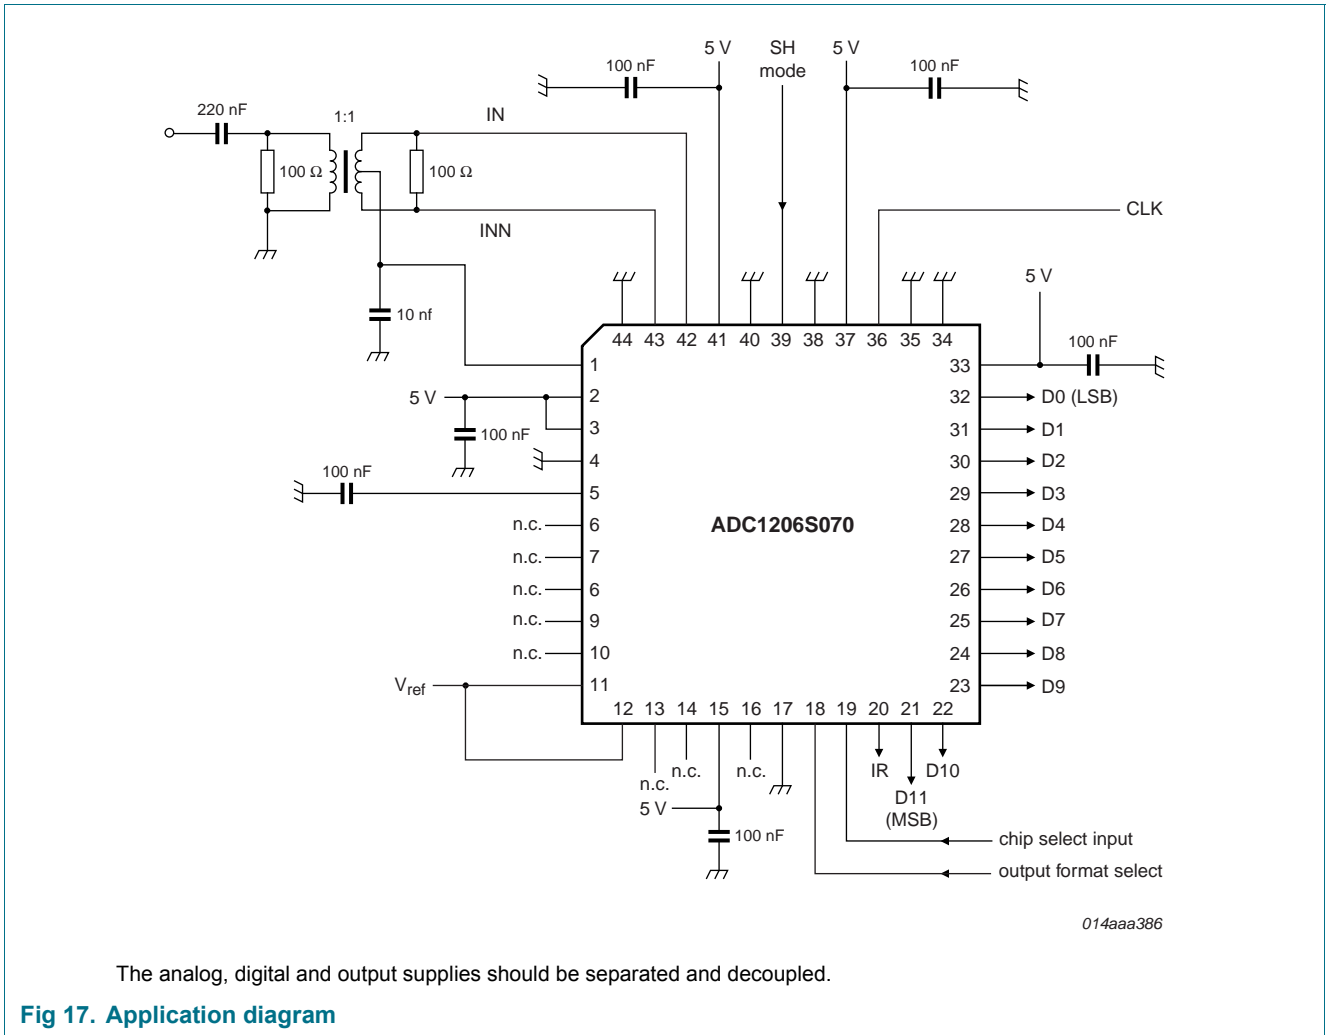 5 V
SH
mode
5 V
100 nF
100 nF
220 nF
1:1
IN
100 Ω
100 Ω
INN
CLK
10 nf
5 V
44 43 42 41 40 39 38 37 36 35 34
1
33
100 nF
5 V
2
32
D0 (LSB)
100 nF
3
31
D1
4
30
D2
100 nF
5
29
D3
n.c.
6
ADC1206S070
28
D4
n.c.
7
27
D5
n.c.
6
26
D6
n.c.
9
25
D7
n.c.
10
24
D8
Vref
11
23
D9
12 13 14 15 16 17 18 19 20 21 22
n.c.
n.c.
n.c.
IR
D10
5 V
D11
(MSB)
100 nF
chip select input
output format select
014aaa386
The analog, digital and output supplies should be separated and decoupled.
Fig 17. Application diagram